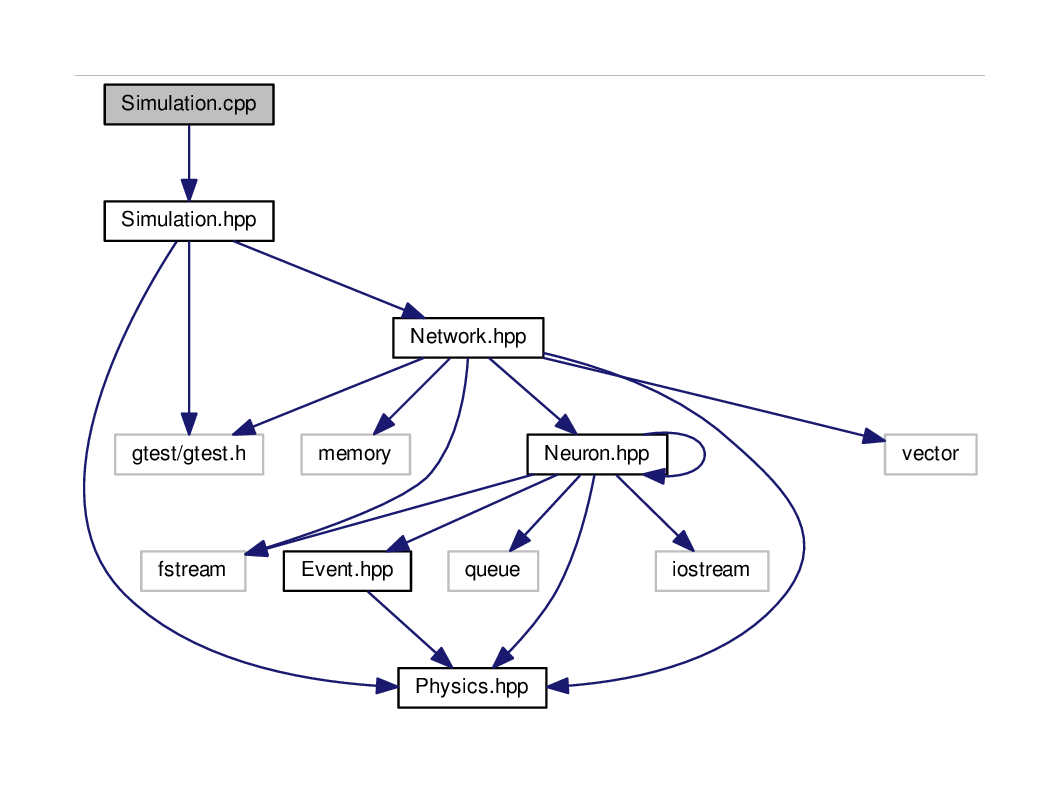 Simulation.cpp
Simulation.hpp
Network.hpp
gtest/gtest.h
memory
Neuron.hpp
vector
fstream
Event.hpp
queue
iostream
Physics.hpp